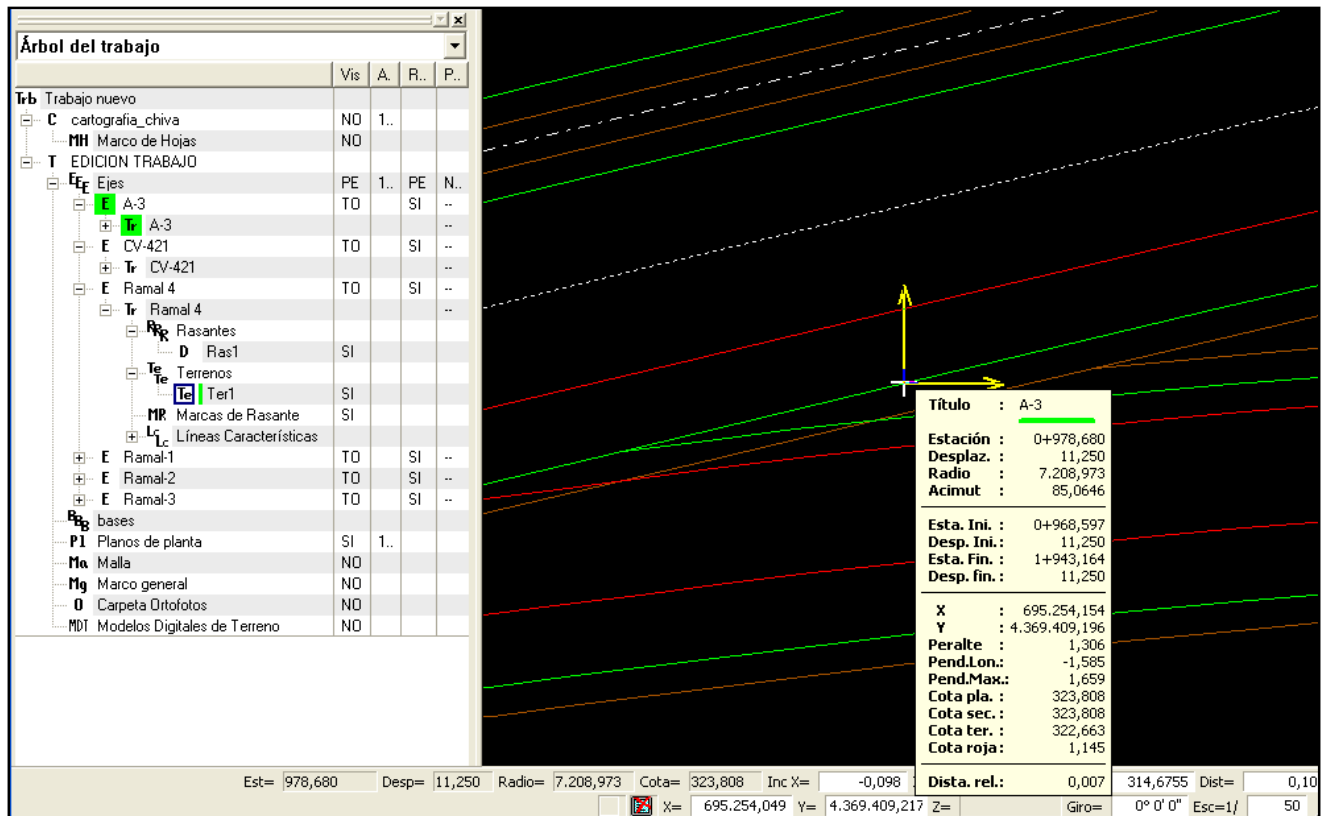 Árbol del trabajo
Vis A. R.. P..
Trb Trabajo nuevo
C cartografia_chiva NO 1..
MH Marco de Hojas NO
T EDICION TRABAJO
EEE Ejes PE 1.. PE N..
E A-3 TO SI --
Tr A-3 --
E CV-421 TO SI --
Tr CV-421 --
E Ramal 4 TO SI --
Tr Ramal 4 --
RRR Rasantes
D Ras1 SI
Te Te Terrenos
Te Ter1 SI
MR Marcas de Rasante SI
Lc Lc Líneas Características
E Ramal-1 TO SI --
E Ramal-2 TO SI --
E Ramal-3 TO SI --
BBB bases
Pl Planos de planta SI 1..
Ma Malla NO
Mg Marco general NO
O Carpeta Ortofotos NO
MDT Modelos Digitales de Terreno NO
Título : A-3
Estación : 0+978,680
Desplaz. : 11,250
Radio : 7.208,973
Acimut : 85,0646
Esta. Ini. : 0+968,597
Desp. Ini. : 11,250
Esta. Fin. : 1+943,164
Desp. fin. : 11,250
X : 695.254,154
Y : 4.369.409,196
Peralte : 1,306
Pend.Lon.: -1,585
Pend.Max.: 1,659
Cota pla. : 323,808
Cota sec. : 323,808
Cota ter. : 322,663
Cota roja: 1,145
Dista. rel.: 0,007
Est= 978,680 Desp= 11,250 Radio= 7.208,973 Cota= 323,808 Inc X= -0,098 314,6755 Dist= 0,10
X= 695.254,049 Y= 4.369.409,217 Z= Giro= 0° 0' 0" Esc=1/ 50